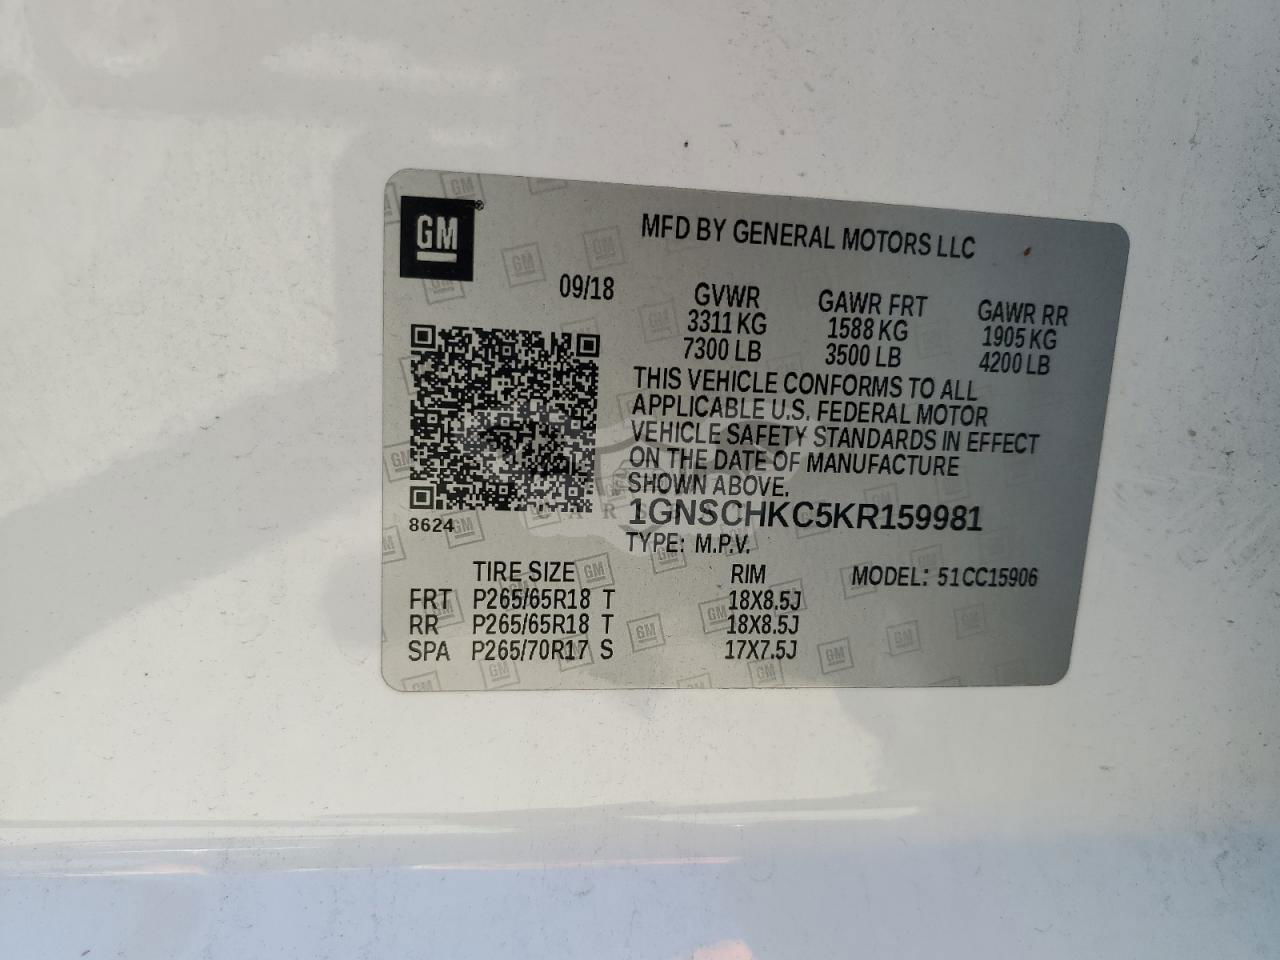 GM
MFD BY GENERAL MOTORS LLC
09/18
GVWR GAWR FRT GAWR RR
3311 KG 1588 KG 1905 KG
7300 LB 3500 LB 4200 LB
THIS VEHICLE CONFORMS TO ALL
APPLICABLE U.S. FEDERAL MOTOR
VEHICLE SAFETY STANDARDS IN EFFECT
ON THE DATE OF MANUFACTURE
SHOWN ABOVE.
8624
1GNSCHKC5KR159981
TYPE: M.P.V.
TIRE SIZE RIM MODEL: 51CC15906
FRT P265/65R18 T 18X8.5J
RR P265/65R18 T 18X8.5J
SPA P265/70R17 S 17X7.5J